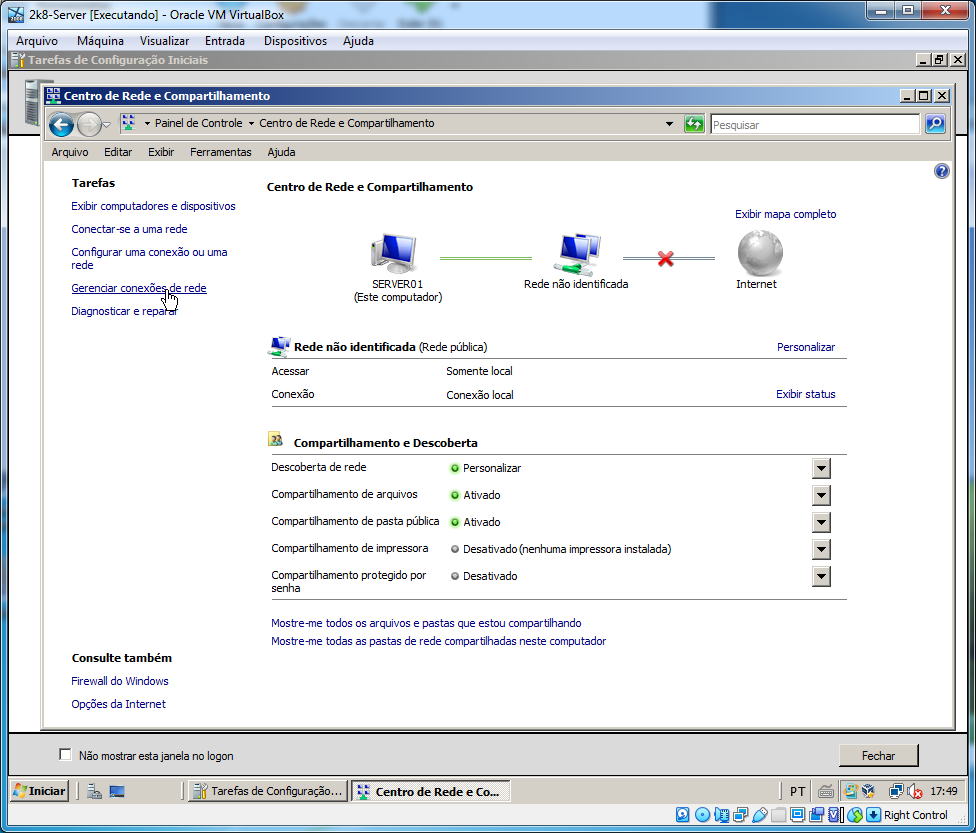 2k8-Server [Executando] - Oracle VM VirtualBox
Arquivo Máquina Visualizar Entrada Dispositivos Ajuda
Tarefas de Configuração Iniciais
Centro de Rede e Compartilhamento
Painel de Controle Centro de Rede e Compartilhamento
Pesquisar
Arquivo Editar Exibir Ferramentas Ajuda
Tarefas
Exibir computadores e dispositivos
Conectar-se a uma rede
Configurar uma conexão ou uma
rede
Gerenciar conexões de rede
Diagnosticar e reparar
Centro de Rede e Compartilhamento
Exibir mapa completo
SERVER01
(Este computador)
Rede não identificada
Internet
Rede não identificada (Rede pública)
Personalizar
Acessar Somente local
Conexão Conexão local Exibir status
Compartilhamento e Descoberta
Descoberta de rede Personalizar
Compartilhamento de arquivos Ativado
Compartilhamento de pasta pública Ativado
Compartilhamento de impressora Desativado (nenhuma impressora instalada)
Compartilhamento protegido por
senha
Desativado
Mostre-me todos os arquivos e pastas que estou compartilhando
Mostre-me todas as pastas de rede compartilhadas neste computador
Consulte também
Firewall do Windows
Opções da Internet
Não mostrar esta janela no logon
Fechar
Iniciar Tarefas de Configuração... Centro de Rede e Co... PT 17:49
Right Control